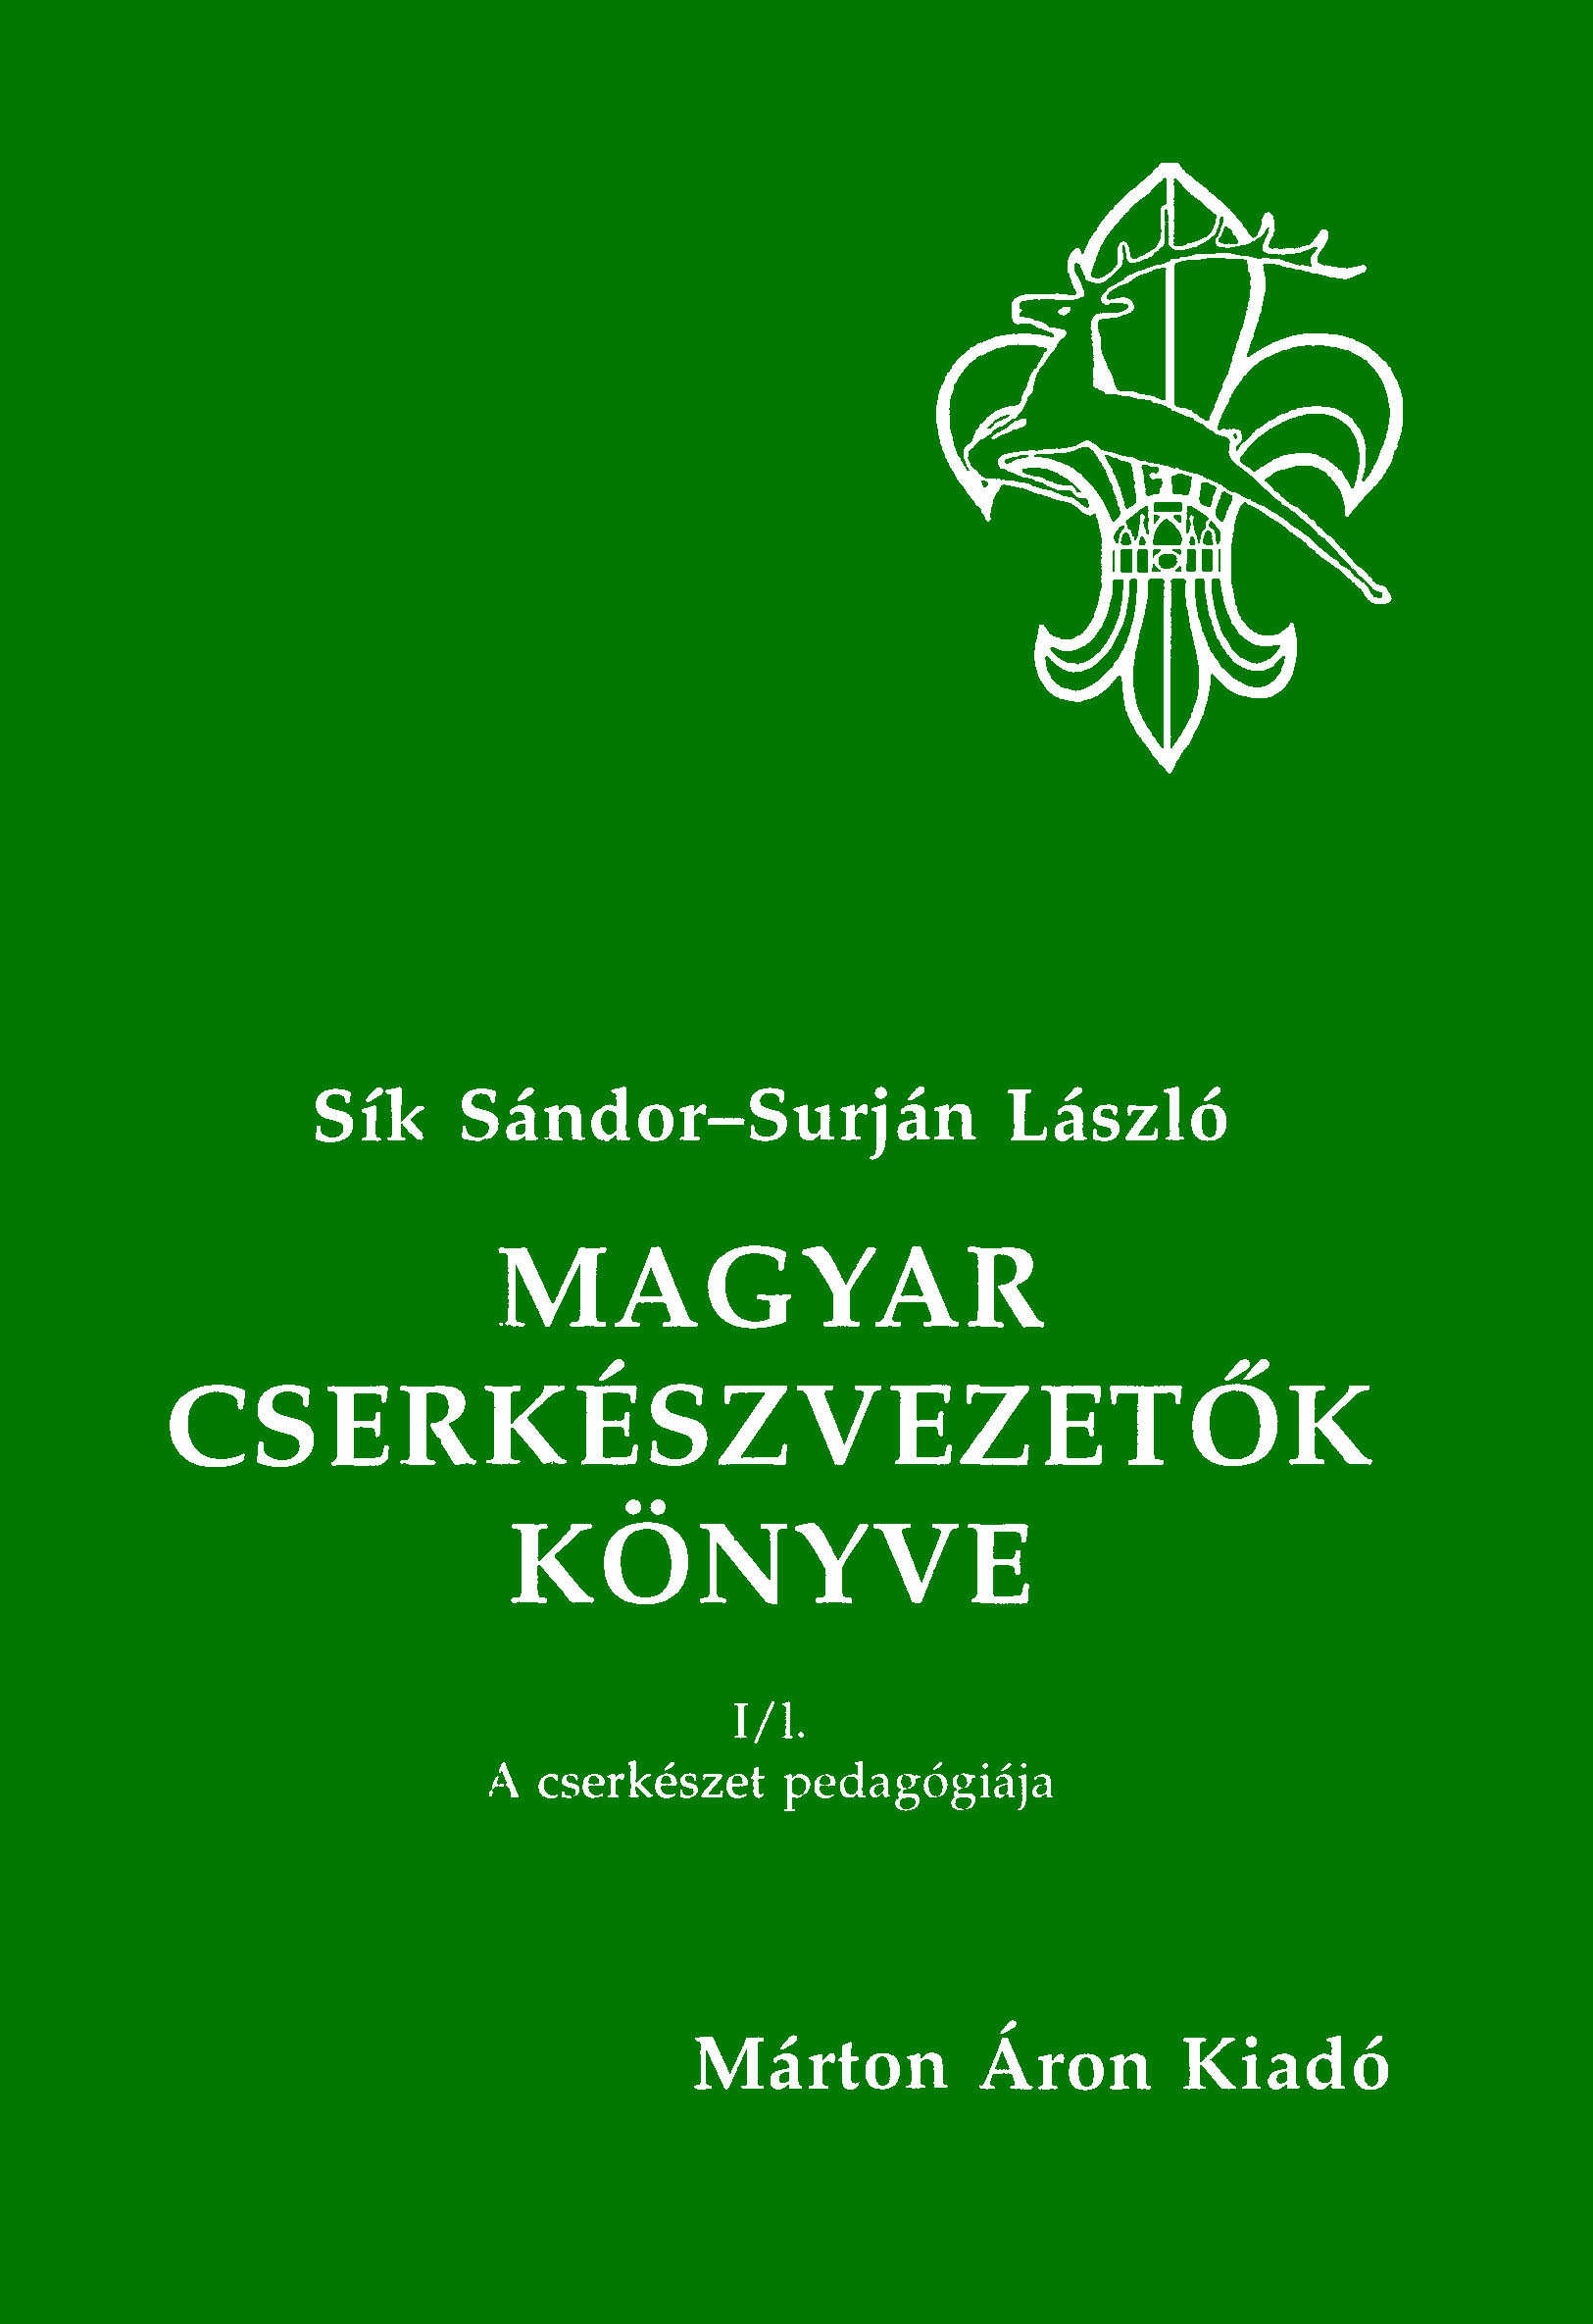 Sík Sándor–Surján László
MAGYAR
CSERKÉSZVEZETŐK
KÖNYVE
I/1.
A cserkészet pedagógiája
Márton Áron Kiadó